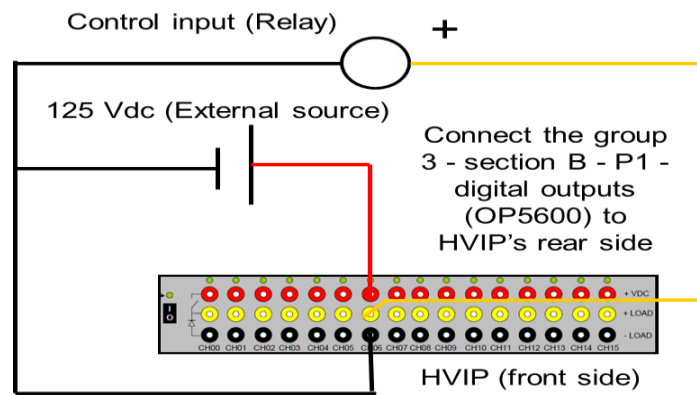 Control input (Relay)
+
125 Vdc (External source)
Connect the group
3 - section B - P1 -
digital outputs
(OP5600) to
HVIP's rear side
I
O
+ VDC
+ LOAD
- LOAD
CH00 CH01 CH02 CH03 CH04 CH05 CH06 CH07 CH08 CH09 CH10 CH11 CH12 CH13 CH14 CH15
HVIP (front side)